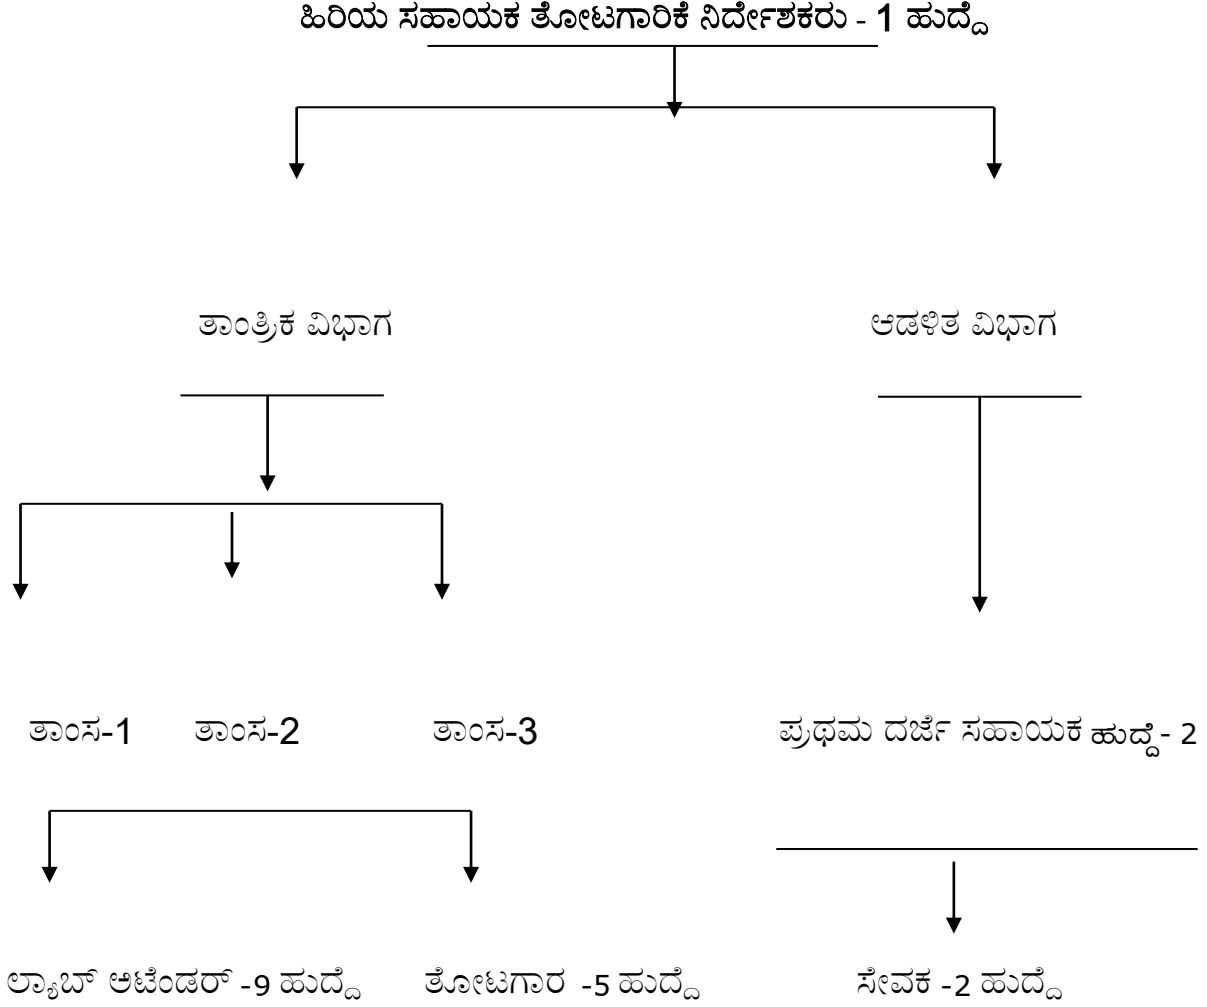 ಹಿರಿಯ ಸಹಾಯಕ ತೋಟಗಾರಿಕೆ ನಿರ್ದೇಶಕರು - 1 ಹುದ್ದೆ
ತಾಂತ್ರಿಕ ವಿಭಾಗ
ಆಡಳಿತ ವಿಭಾಗ
ತಾಂಸ-1 ತಾಂಸ-2 ತಾಂಸ-3
ಪ್ರಥಮ ದರ್ಜೆ ಸಹಾಯಕ ಹುದ್ದೆ- 2
ಲ್ಯಾಬ್ ಅಟೆಂಡರ್ -9 ಹುದ್ದೆ
ತೋಟಗಾರ -5 ಹುದ್ದೆ
ಸೇವಕ -2 ಹುದ್ದೆ